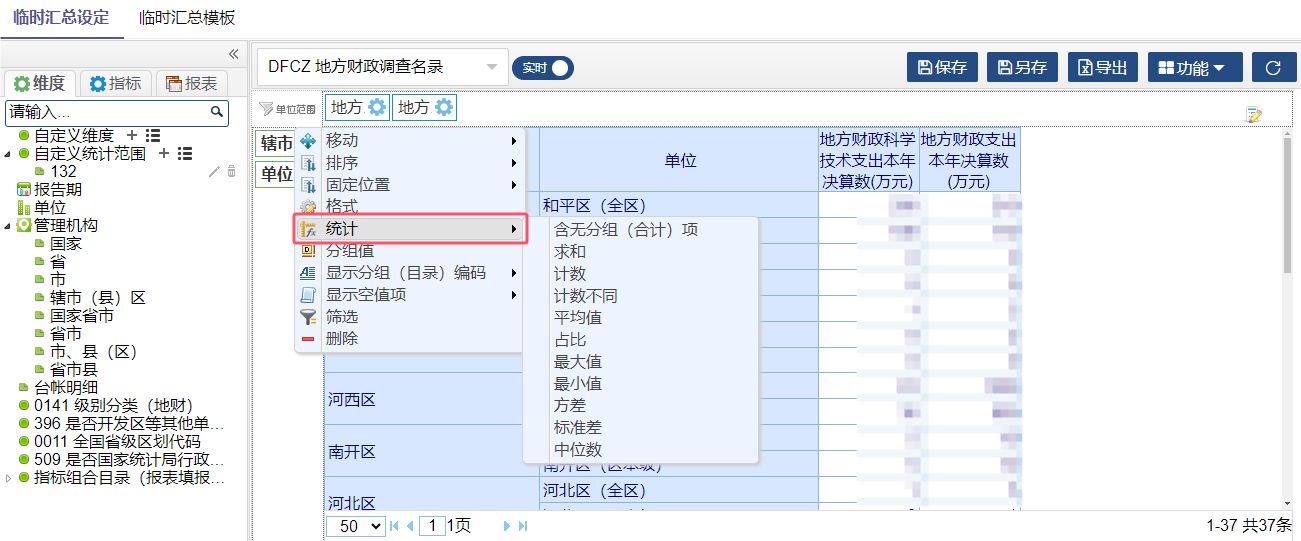 临时汇总设定 临时汇总模板
维度 指标 报表
请输入...
自定义维度
自定义统计范围
132
报告期
单位
管理机构
国家
省
市
辖市（县）区
国家省市
省市
市、县（区）
省市县
台帐明细
0141 级别分类（地财）
396 是否开发区等其他单...
0011 全国省级区划代码
509 是否国家统计局行政...
指标组合目录（报表填报...
DFCZ 地方财政调查名录
实时
保存 另存 导出 功能
单位范围 地方 地方
辖市
单位
移动
排序
固定位置
格式
统计
分组值
显示分组（目录）编码
显示空值项
筛选
删除
含无分组（合计）项
求和
计数
计数不同
平均值
占比
最大值
最小值
方差
标准差
中位数
单位
地方财政科学
技术支出本年
决算数(万元)
地方财政支出
本年决算数
(万元)
和平区（全区）
河西区
南开区
南开区（区本级）
河北区（全区）
河北区
50 1 1页
1-37 共37条